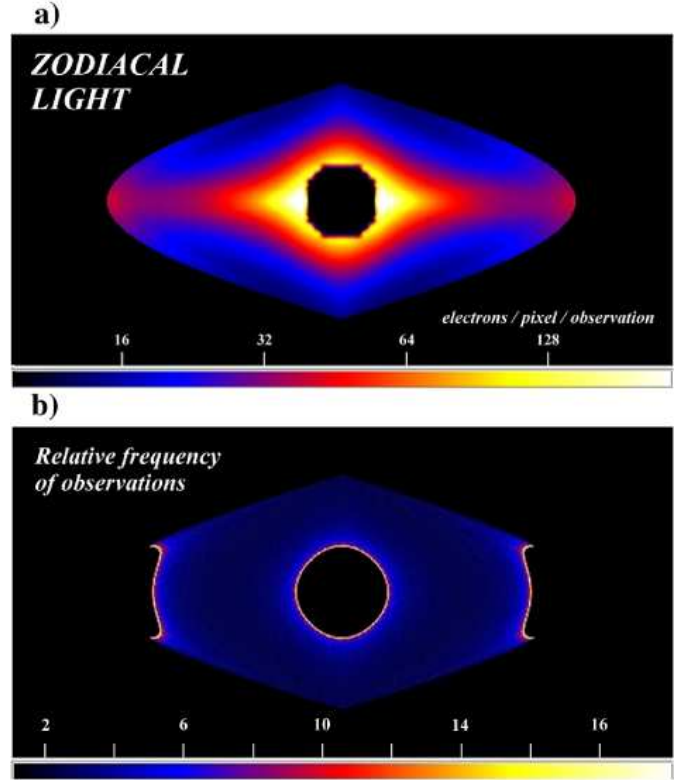 a)
ZODIACAL
LIGHT
electrons / pixel / observation
16 32 64 128
b)
Relative frequency
of observations
2 6 10 14 16